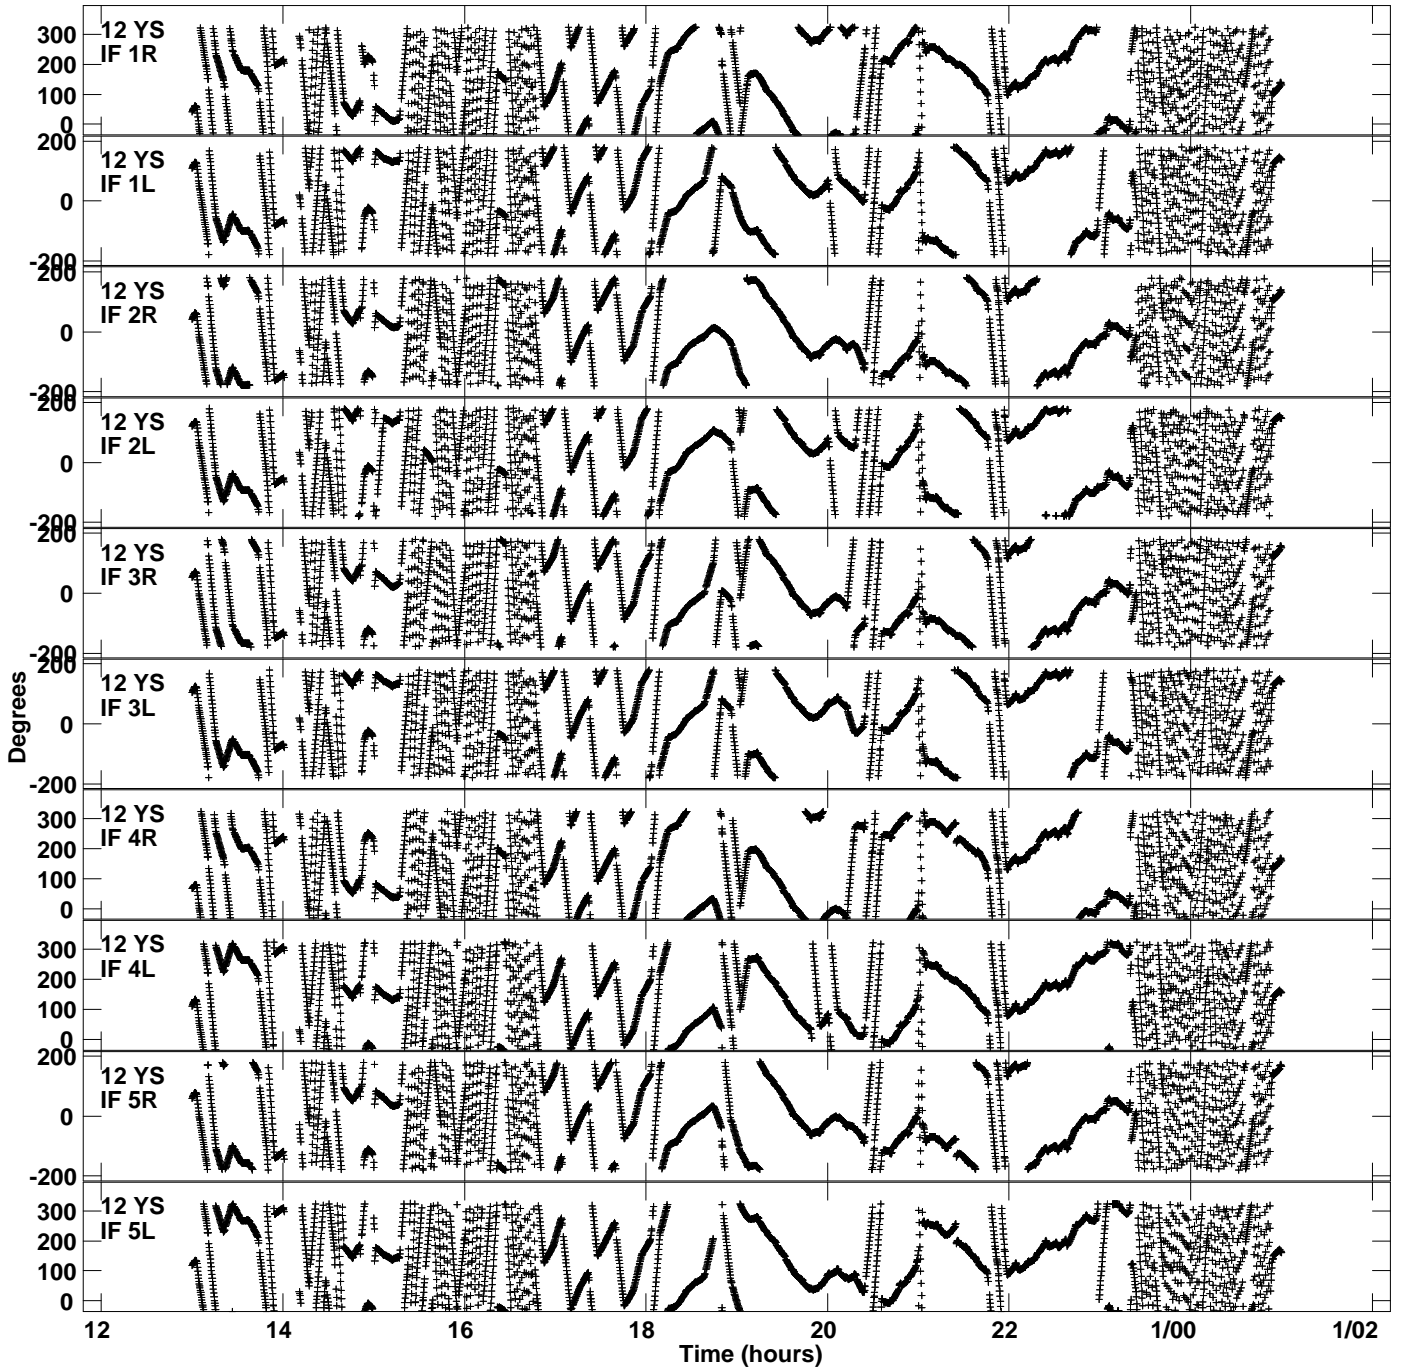 300
200
100
0
12 YS
IF 1R
200
0
-200
12 YS
IF 1L
200
0
-200
12 YS
IF 2R
200
0
-200
12 YS
IF 2L
200
0
-200
12 YS
IF 3R
200
0
-200
12 YS
IF 3L
300
200
100
0
12 YS
IF 4R
300
200
100
0
12 YS
IF 4L
200
0
-200
12 YS
IF 5R
300
200
100
0
12 YS
IF 5L
Degrees
12 14 16 18 20 22 1/00 1/02
Time (hours)